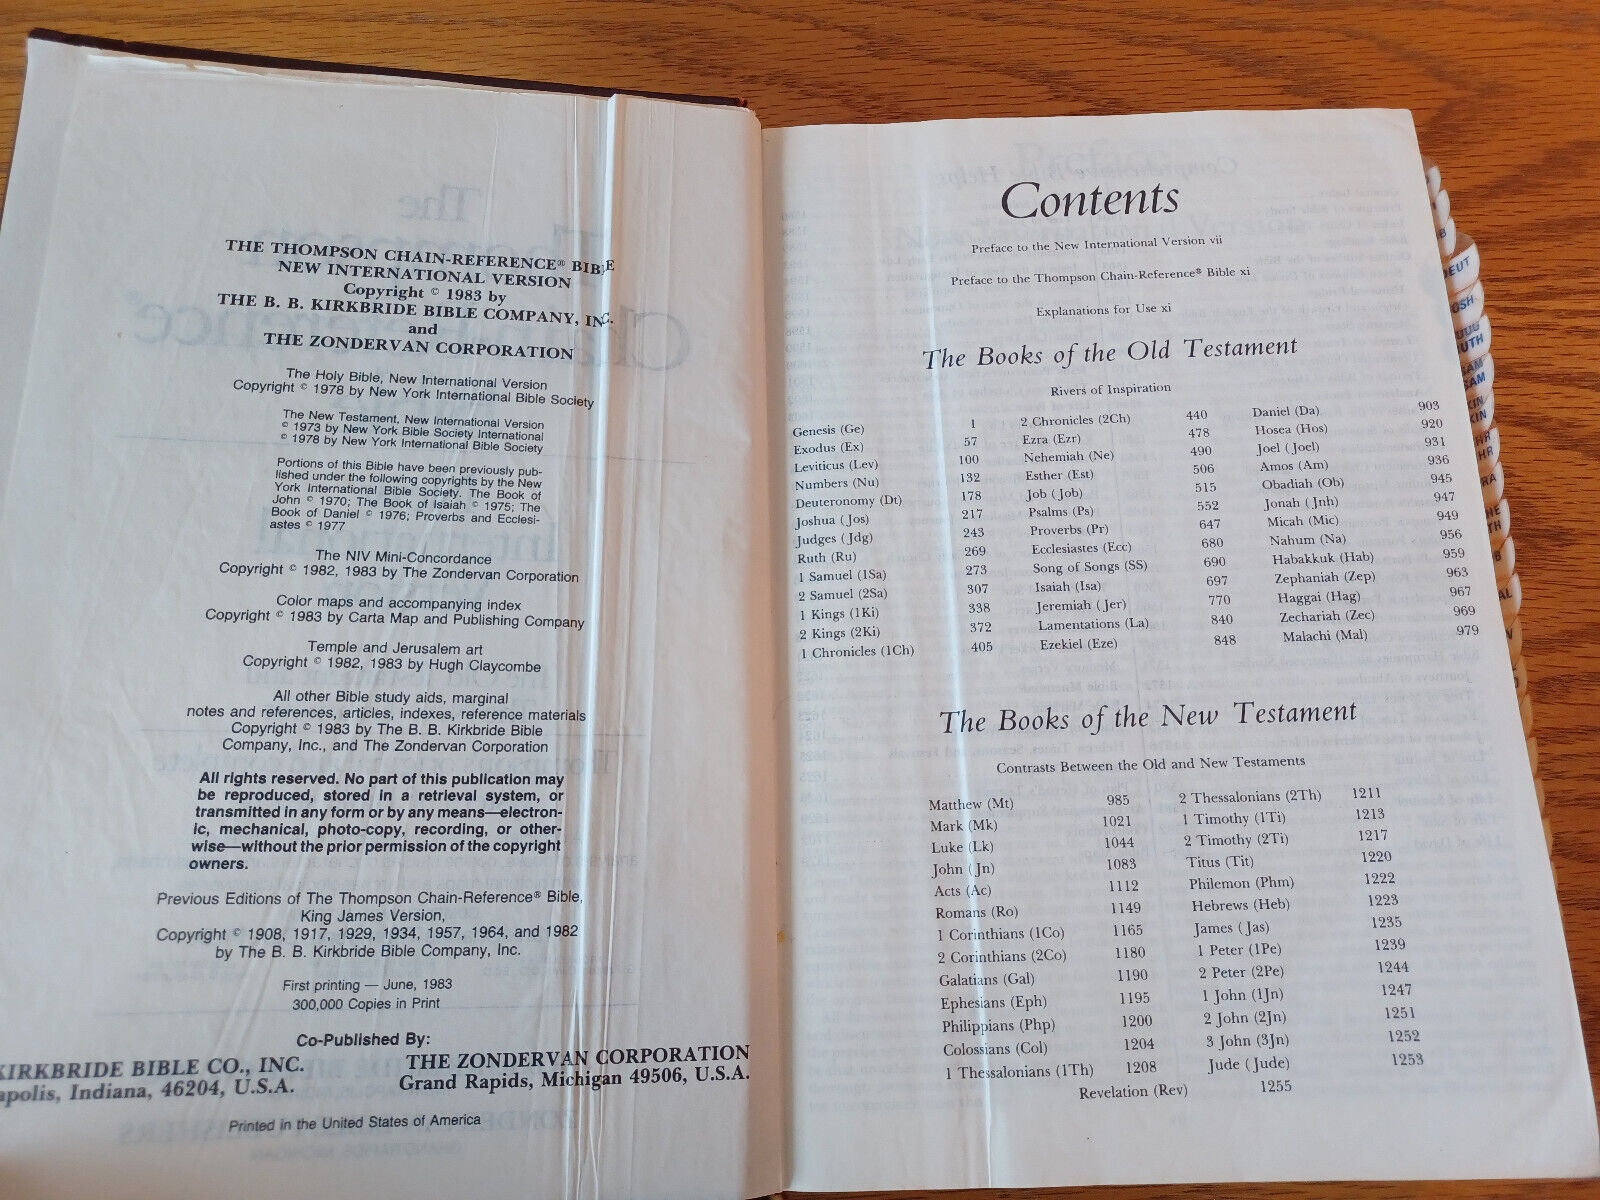 THE THOMPSON CHAIN-REFERENCE® BIBLE
NEW INTERNATIONAL VERSION
Copyright © 1983 by
THE B. B. KIRKBRIDE BIBLE COMPANY, INC.
and
THE ZONDERVAN CORPORATION
The Holy Bible, New International Version
Copyright © 1978 by New York International Bible Society
The New Testament, New International Version
© 1973 by New York Bible Society International
© 1978 by New York International Bible Society
Portions of this Bible have been previously pub-
lished under the following copyrights by the New
York International Bible Society. The Book of
John © 1970; The Book of Isaiah © 1975; The
Book of Daniel © 1976; Proverbs and Ecclesi-
astes © 1977
The NIV Mini-Concordance
Copyright © 1982, 1983 by The Zondervan Corporation
Color maps and accompanying index
Copyright © 1983 by Carta Map and Publishing Company
Temple and Jerusalem art
Copyright © 1982, 1983 by Hugh Claycombe
All other Bible study aids, marginal
notes and references, articles, indexes, reference materials
Copyright © 1983 by The B. B. Kirkbride Bible
Company, Inc., and The Zondervan Corporation
All rights reserved. No part of this publication may
be reproduced, stored in a retrieval system, or
transmitted in any form or by any means—electron-
ic, mechanical, photo-copy, recording, or other-
wise—without the prior permission of the copyright
owners.
Previous Editions of The Thompson Chain-Reference® Bible,
King James Version,
Copyright © 1908, 1917, 1929, 1934, 1957, 1964, and 1982
by The B. B. Kirkbride Bible Company, Inc.
First printing — June, 1983
300,000 Copies in Print
Co-Published By:
KIRKBRIDE BIBLE CO., INC.
apolis, Indiana, 46204, U.S.A.
THE ZONDERVAN CORPORATION
Grand Rapids, Michigan 49506, U.S.A.
Printed in the United States of America
Contents
Preface to the New International Version vii
Preface to the Thompson Chain-Reference® Bible xi
Explanations for Use xi
The Books of the Old Testament
Rivers of Inspiration
Genesis (Ge) 1
Exodus (Ex) 57
Leviticus (Lev) 100
Numbers (Nu) 132
Deuteronomy (Dt) 178
Joshua (Jos) 217
Judges (Jdg) 243
Ruth (Ru) 269
1 Samuel (1Sa) 273
2 Samuel (2Sa) 307
1 Kings (1Ki) 338
2 Kings (2Ki) 372
1 Chronicles (1Ch) 405
2 Chronicles (2Ch) 440
Ezra (Ezr) 478
Nehemiah (Ne) 490
Esther (Est) 506
Job (Job) 515
Psalms (Ps) 552
Proverbs (Pr) 647
Ecclesiastes (Ecc) 680
Song of Songs (SS) 690
Isaiah (Isa) 697
Jeremiah (Jer) 770
Lamentations (La) 840
Ezekiel (Eze) 848
Daniel (Da) 903
Hosea (Hos) 920
Joel (Joel) 931
Amos (Am) 936
Obadiah (Ob) 945
Jonah (Jnh) 947
Micah (Mic) 949
Nahum (Na) 956
Habakkuk (Hab) 959
Zephaniah (Zep) 963
Haggai (Hag) 967
Zechariah (Zec) 969
Malachi (Mal) 979
The Books of the New Testament
Contrasts Between the Old and New Testaments
Matthew (Mt) 985
Mark (Mk) 1021
Luke (Lk) 1044
John (Jn) 1083
Acts (Ac) 1112
Romans (Ro) 1149
1 Corinthians (1Co) 1165
2 Corinthians (2Co) 1180
Galatians (Gal) 1190
Ephesians (Eph) 1195
Philippians (Php) 1200
Colossians (Col) 1204
1 Thessalonians (1Th) 1208
2 Thessalonians (2Th) 1211
1 Timothy (1Ti) 1213
2 Timothy (2Ti) 1217
Titus (Tit) 1220
Philemon (Phm) 1222
Hebrews (Heb) 1223
James (Jas) 1235
1 Peter (1Pe) 1239
2 Peter (2Pe) 1244
1 John (1Jn) 1247
2 John (2Jn) 1251
3 John (3Jn) 1252
Jude (Jude) 1253
Revelation (Rev) 1255